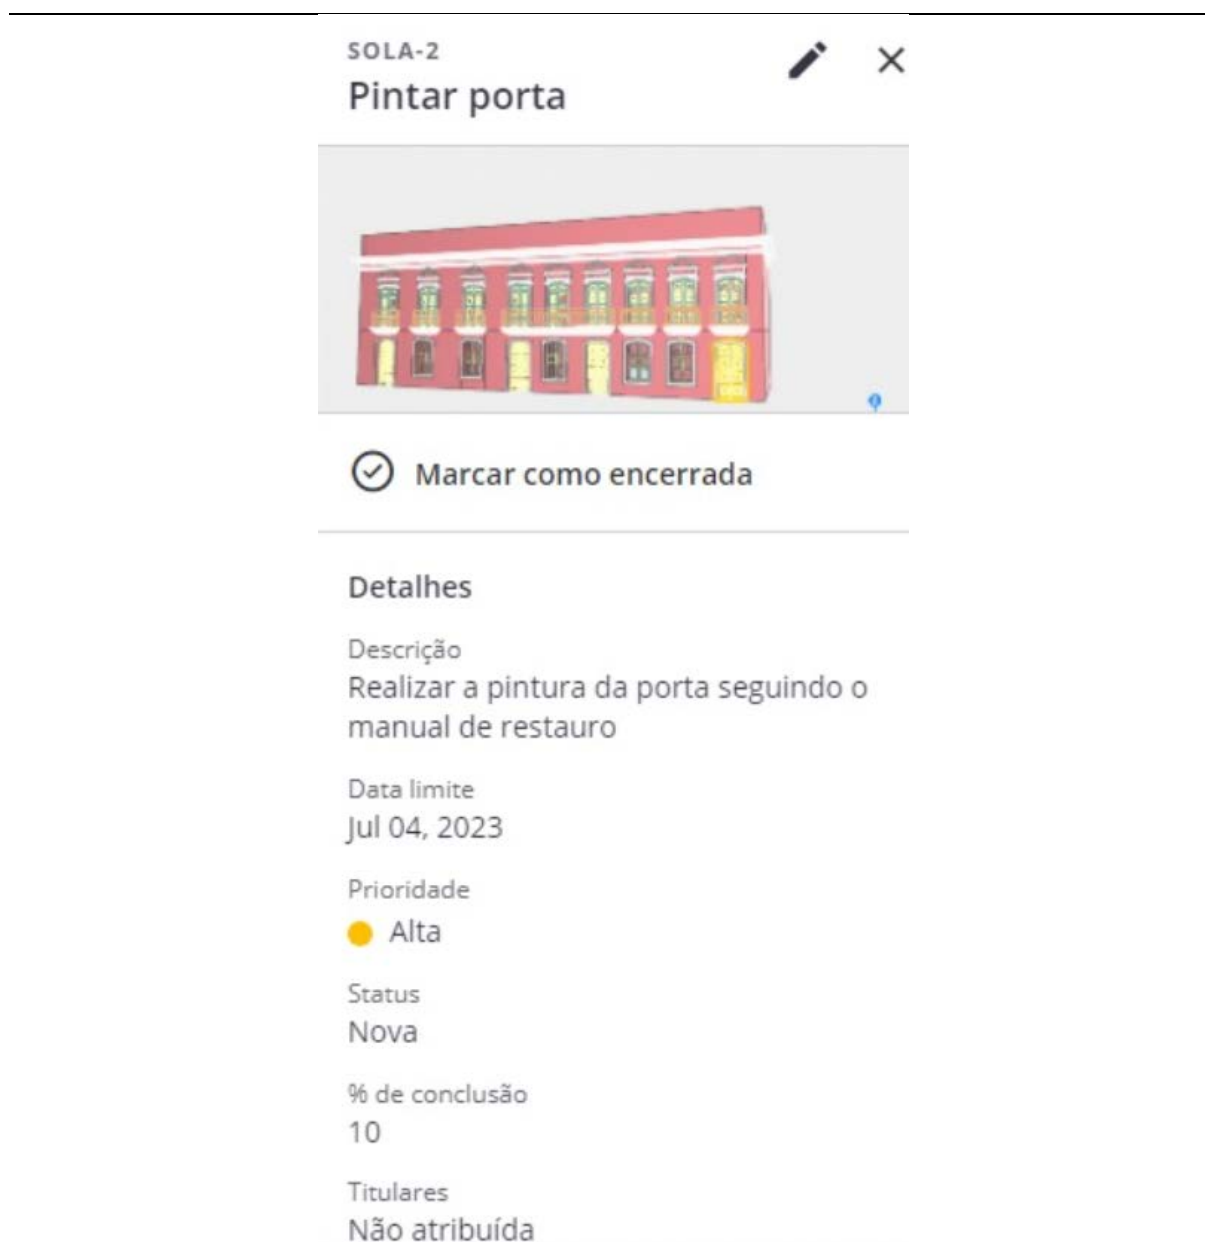 SOLA-2
Pintar porta
Marcar como encerrada
Detalhes
Descrição
Realizar a pintura da porta seguindo o
manual de restauro
Data limite
Jul 04, 2023
Prioridade
Alta
Status
Nova
% de conclusão
10
Titulares
Não atribuída